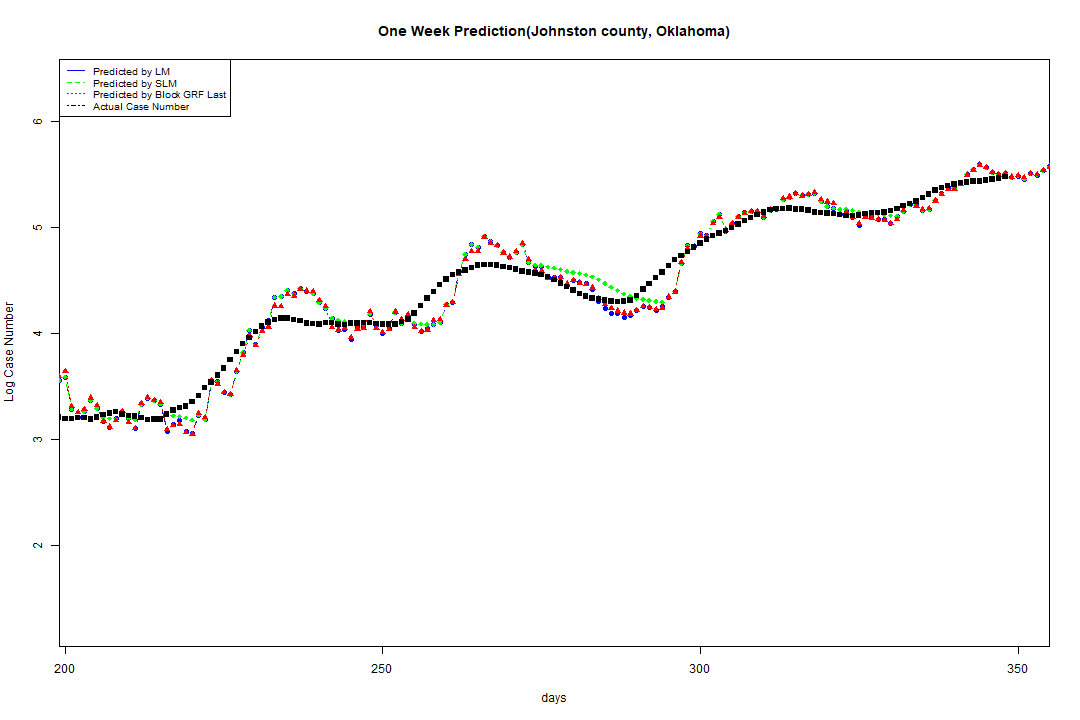 One Week Prediction(Johnston county, Oklahoma)
Predicted by LM
Predicted by SLM
Predicted by Block GRF Last
Actual Case Number
6
5
4
3
2
Log Case Number
200 250 300 350
days